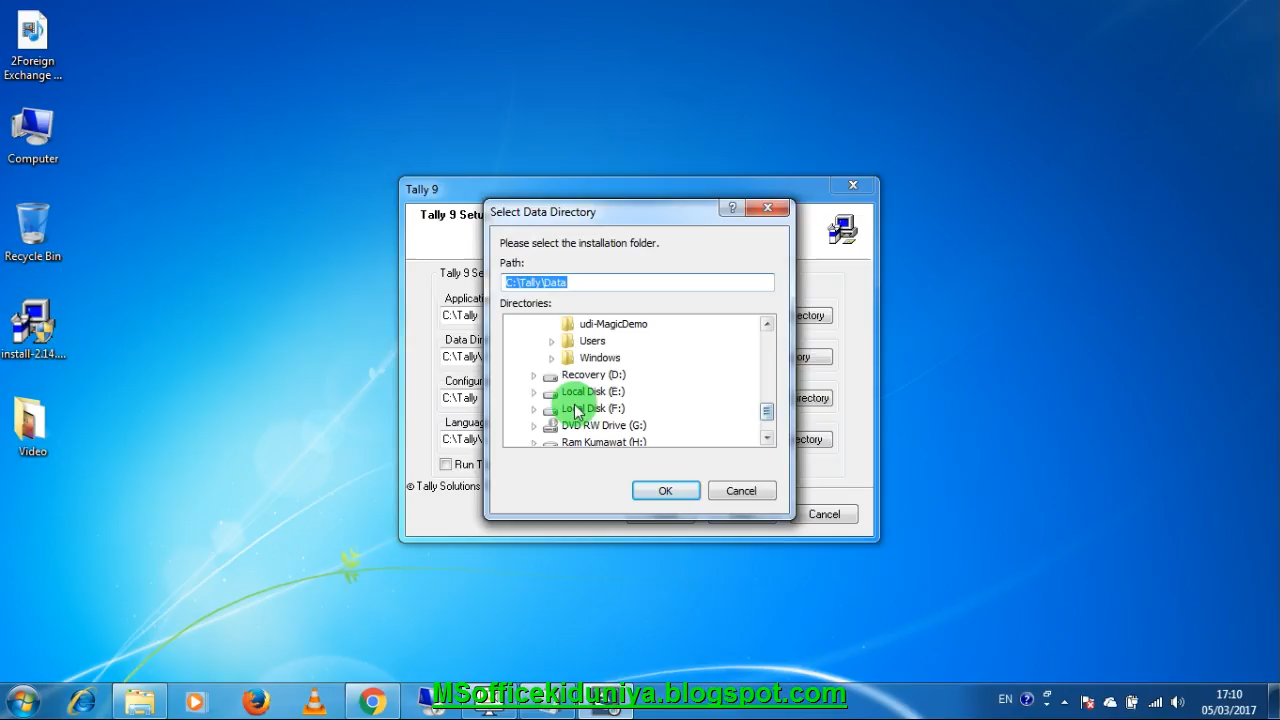 2Foreign
Exchange ...
Computer
Recycle Bin
install-2.14....
Video
Tally 9
Tally 9 Setu
Tally 9 Se
Applicatio
C:\Tally
ectory
Data Dir
C:\Tally\
ory
Configur
C:\Tally
irectory
Languag
C:\Tally\
ectory
Run T
© Tally Solutions
Cancel
Select Data Directory
Please select the installation folder.
Path:
C:\Tally\Data
Directories:
udi-MagicDemo
Users
Windows
Recovery (D:)
Local Disk (E:)
Local Disk (F:)
DVD RW Drive (G:)
Ram Kumawat (H:)
OK
Cancel
MSofficekiduniya.blogspot.com
EN
17:10
05/03/2017